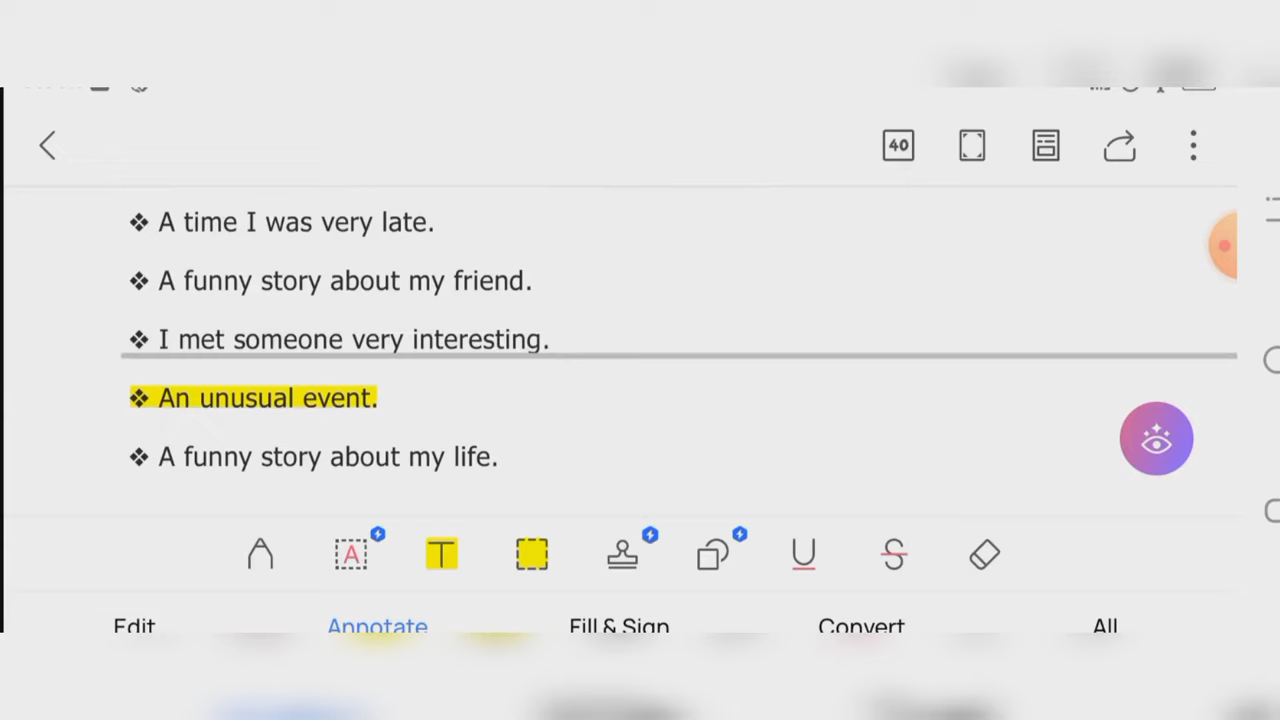 40
❖ A time I was very late.
❖ A funny story about my friend.
❖ I met someone very interesting.
❖ An unusual event.
❖ A funny story about my life.
A T U S
Edit Annotate Fill & Sign Convert All